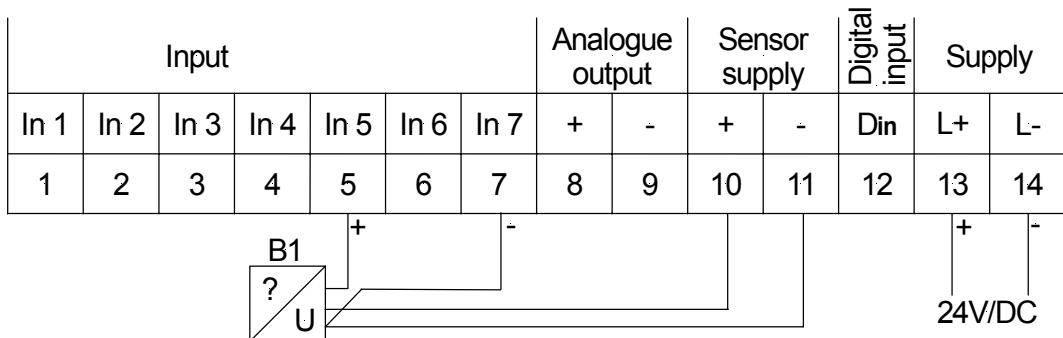 Input
Analogue output
Sensor supply
Digital input
Supply
In 1 In 2 In 3 In 4 In 5 In 6 In 7 + - + - Din L+ L-
1 2 3 4 5 6 7 8 9 10 11 12 13 14
+ - + -
B1
?
U
24V/DC